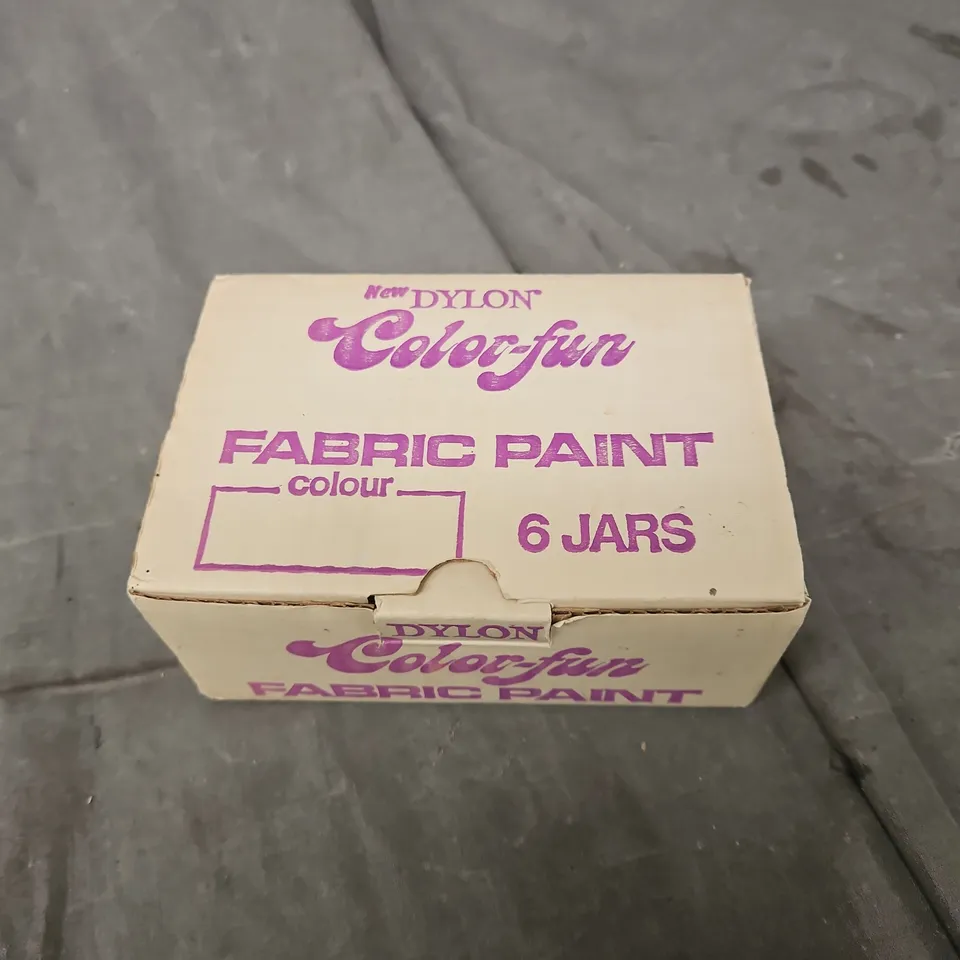 New DYLON®
Color-fun
FABRIC PAINT
colour
6 JARS
DYLON
Color-fun
FABRIC PAINT